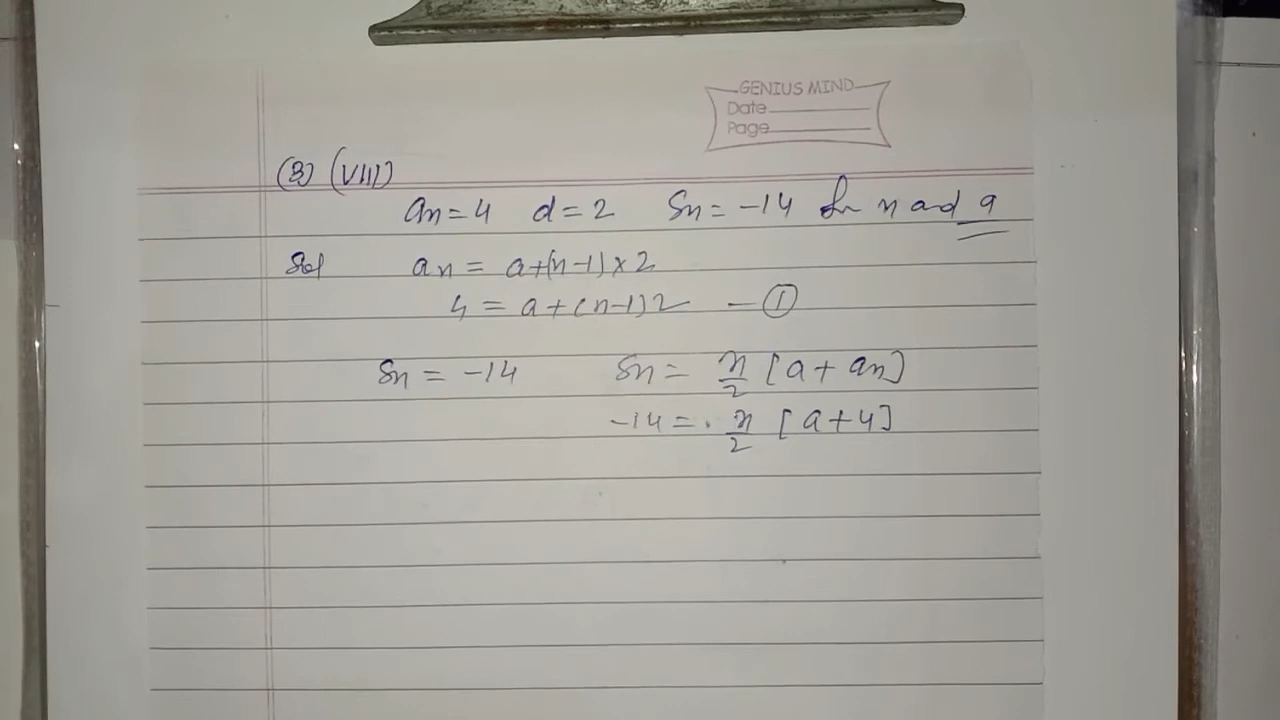 GENIUS MIND
Date
Page
(3) (VIII)
an = 4 d = 2 Sn = -14 n and a
Sol an = a+(n-1)×2
4 = a+(n-1)2 - ①
Sn = -14 Sn = n/2 [a + an]
-14 = n/2 [a+4]